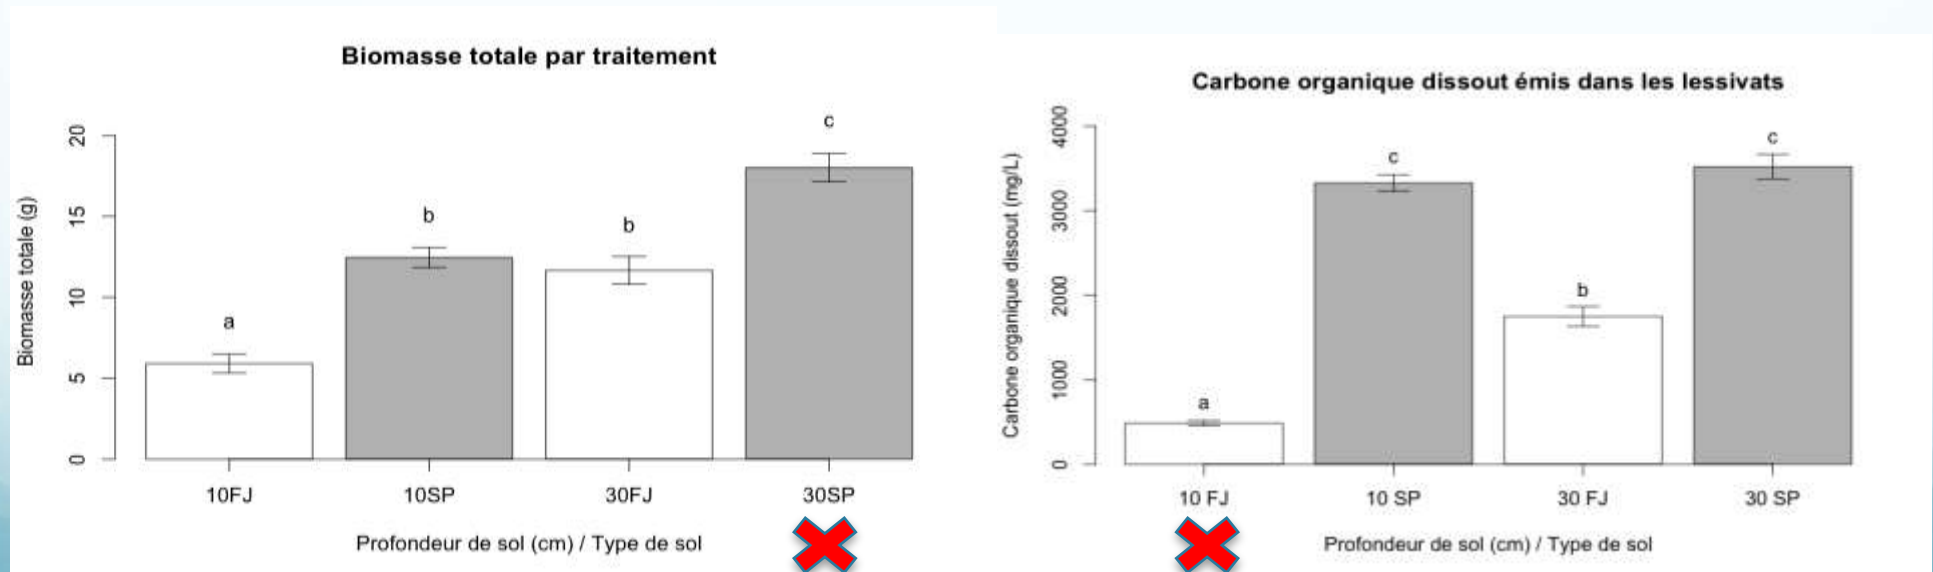 Biomasse totale par traitement
Biomasse totale (g)
20
15
10
5
0
a
b
b
c
10FJ
10SP
30FJ
30SP
Profondeur de sol (cm) / Type de sol
Carbone organique dissout émis dans les lessivats
Carbone organique dissout (mg/L)
4000
3000
2000
1000
0
a
c
b
c
10 FJ
10 SP
30 FJ
30 SP
Profondeur de sol (cm) / Type de sol